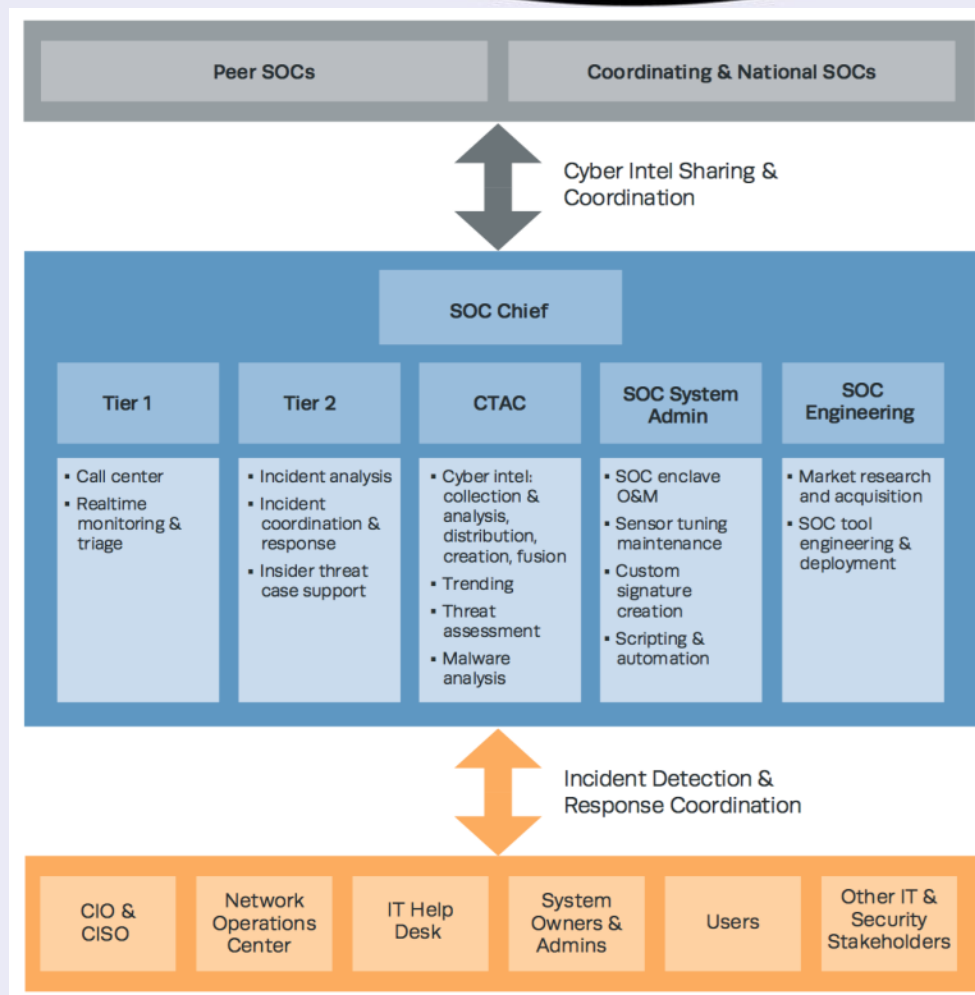 Peer SOCs
Coordinating & National SOCs
Cyber Intel Sharing &
Coordination
SOC Chief
Tier 1
Tier 2
CTAC
SOC System
Admin
SOC
Engineering
▪ Call center
▪ Realtime
monitoring &
triage
▪ Incident analysis
▪ Incident
coordination &
response
▪ Insider threat
case support
▪ Cyber intel:
collection &
analysis,
distribution,
creation, fusion
▪ Trending
▪ Threat
assessment
▪ Malware
analysis
▪ SOC enclave
O&M
▪ Sensor tuning
maintenance
▪ Custom
signature
creation
▪ Scripting &
automation
▪ Market research
and acquisition
▪ SOC tool
engineering &
deployment
Incident Detection &
Response Coordination
CIO &
CISO
Network
Operations
Center
IT Help
Desk
System
Owners &
Admins
Users
Other IT &
Security
Stakeholders